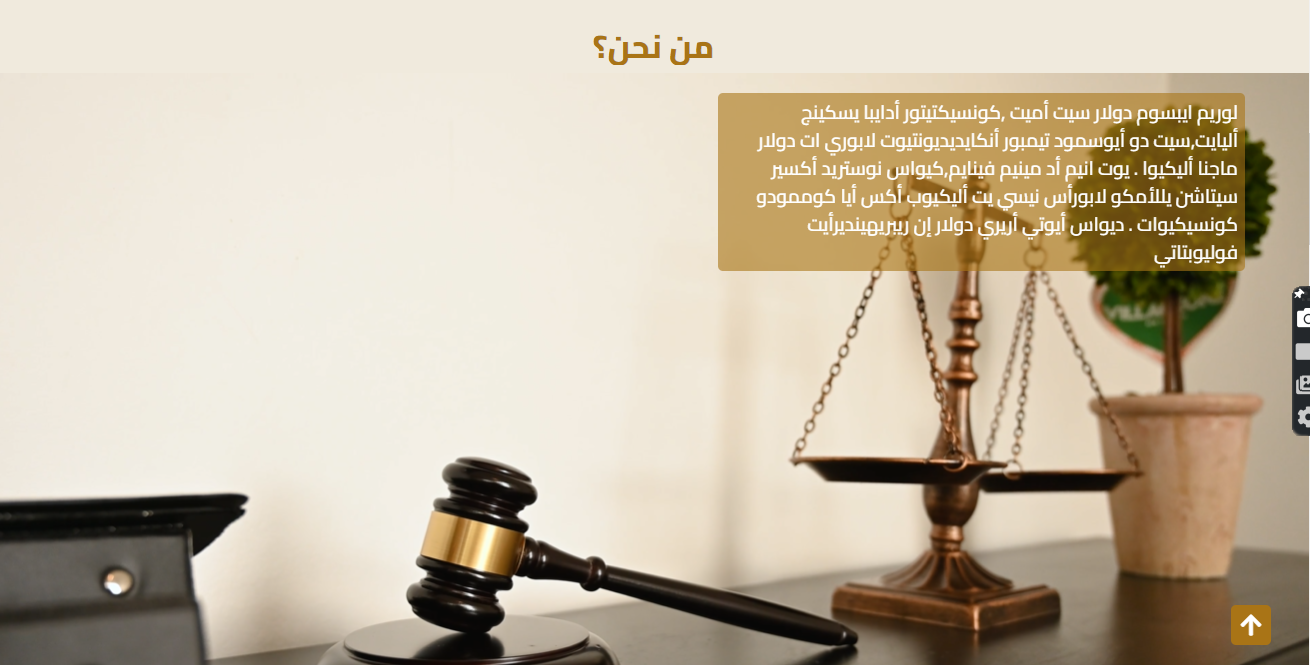 من نحن؟
لوريم ايبسوم دولار سيت أميت ,كونسيكتيتور أدايبا يسكينج
أليايت,سيت دو أيوسمود تيمبور أنكايديديونتيوت لابوري ات دولار
ماجنا أليكيوا . يوت انيم أد مينيم فينايم,كيواس نوستريد أكسير
سيتاشن يللأمكو لابورأس نيسي يت أليكيوب أكس أيا كوممودو
كونسيكيوات . ديواس أيوتي أريري دولار إن ريبريهينديرأيت
فوليوبتاتي